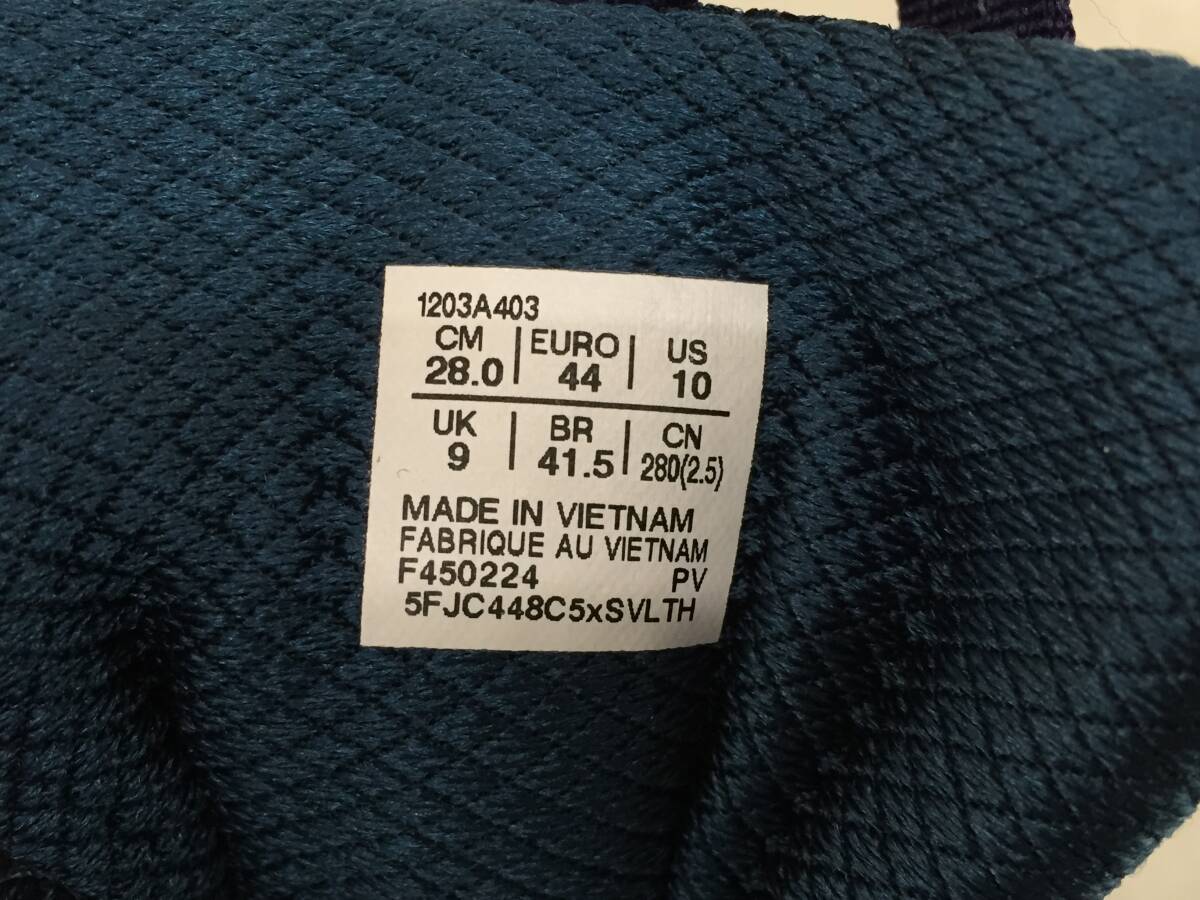 1203A403
CM | EURO | US
28.0 | 44 | 10
UK | BR | CN
9 | 41.5 | 280(2.5)
MADE IN VIETNAM
FABRIQUE AU VIETNAM
F450224 PV
5FJC448C5xSVLTH